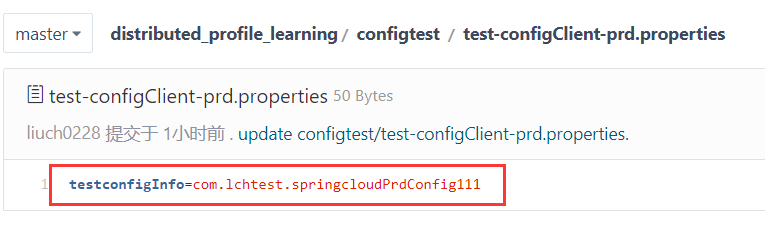 master distributed_profile_learning / configtest / test-configClient-prd.properties
test-configClient-prd.properties 50 Bytes
liuch0228 提交于 1小时前 . update configtest/test-configClient-prd.properties.
1 testconfigInfo=com.lchtest.springcloudPrdConfig111